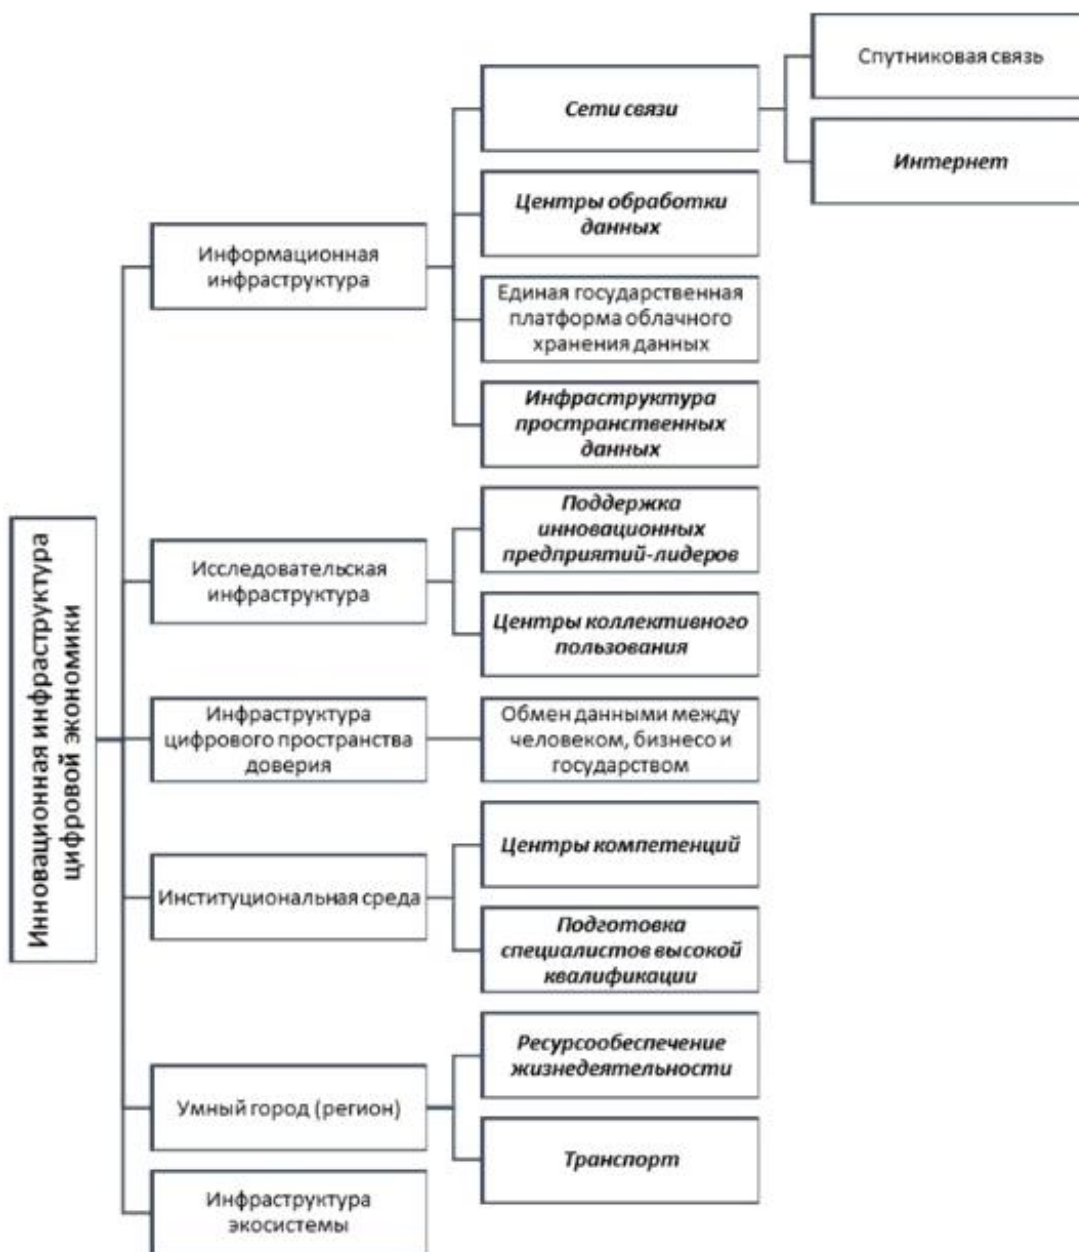 Инновационная инфраструктура
цифровой экономики
Информационная
инфраструктура
Сети связи
Спутниковая связь
Интернет
Центры обработки
данных
Единая государственная
платформа облачного
хранения данных
Инфраструктура
пространственных
данных
Исследовательская
инфраструктура
Поддержка
инновационных
предприятий-лидеров
Центры коллективного
пользования
Инфраструктура
цифрового пространства
доверия
Обмен данными между
человеком, бизнесо и
государством
Институциональная среда
Центры компетенций
Подготовка
специалистов высокой
квалификации
Умный город (регион)
Ресурсообеспечение
жизнедеятельности
Транспорт
Инфраструктура
экосистемы